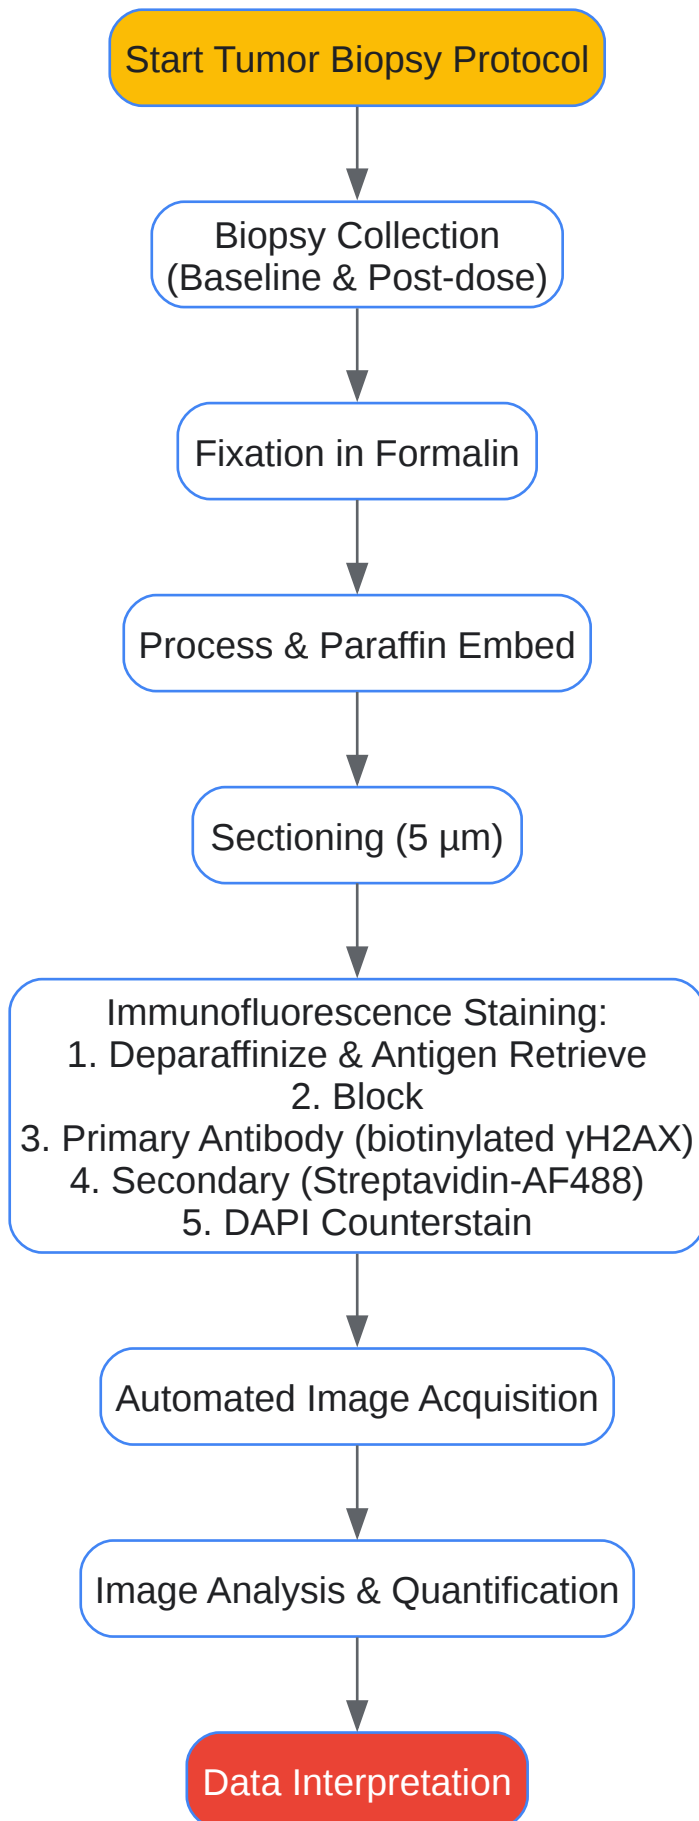 Start Tumor Biopsy Protocol
Biopsy Collection
(Baseline & Post-dose)
Fixation in Formalin
Process & Paraffin Embed
Sectioning (5 µm)
Immunofluorescence Staining:
1. Deparaffinize & Antigen Retrieve
2. Block
3. Primary Antibody (biotinylated γH2AX)
4. Secondary (Streptavidin-AF488)
5. DAPI Counterstain
Automated Image Acquisition
Image Analysis & Quantification
Data Interpretation